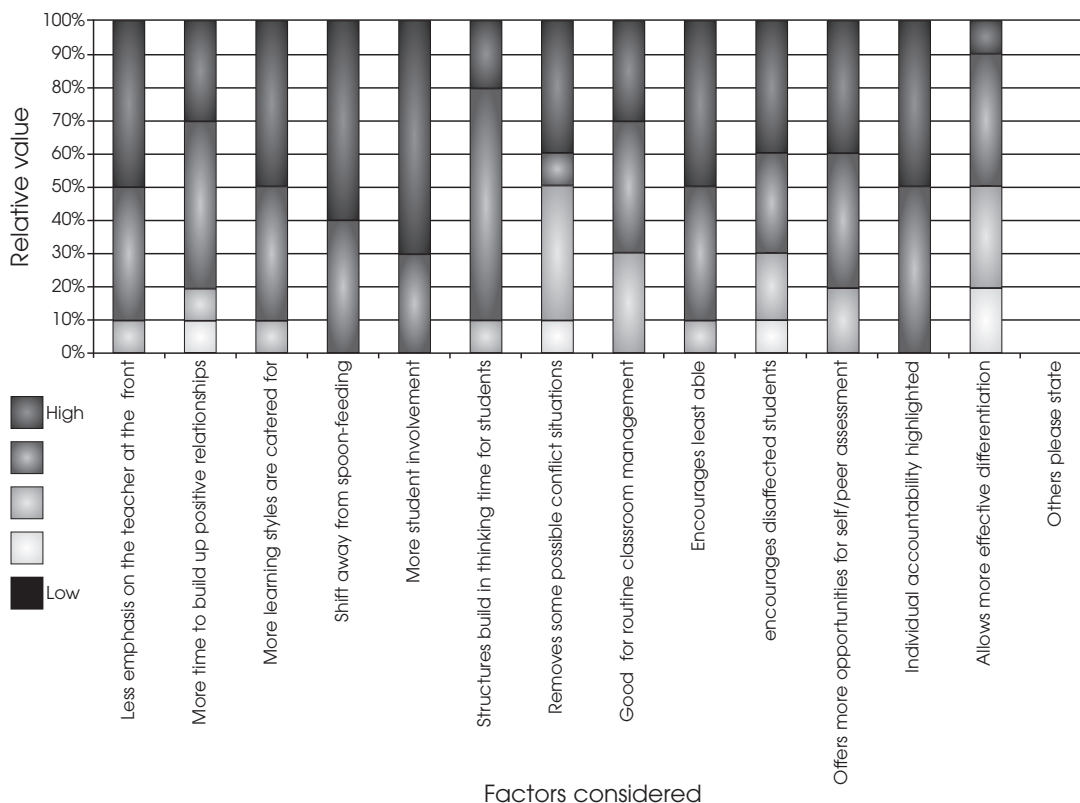 100%
90%
80%
70%
60%
50%
40%
30%
20%
10%
0%
Relative value
Less emphasis on the teacher at the front
More time to build up positive relationships
More learning styles are catered for
Shift away from spoon-feeding
More student involvement
Structures build in thinking time for students
Removes some possible conflict situations
Good for routine classroom management
Encourages least able
encourages disaffected students
Offers more opportunities for self/peer assessment
Individual accountability highlighted
Allows more effective differentiation
Others please state
High
Low
Factors considered